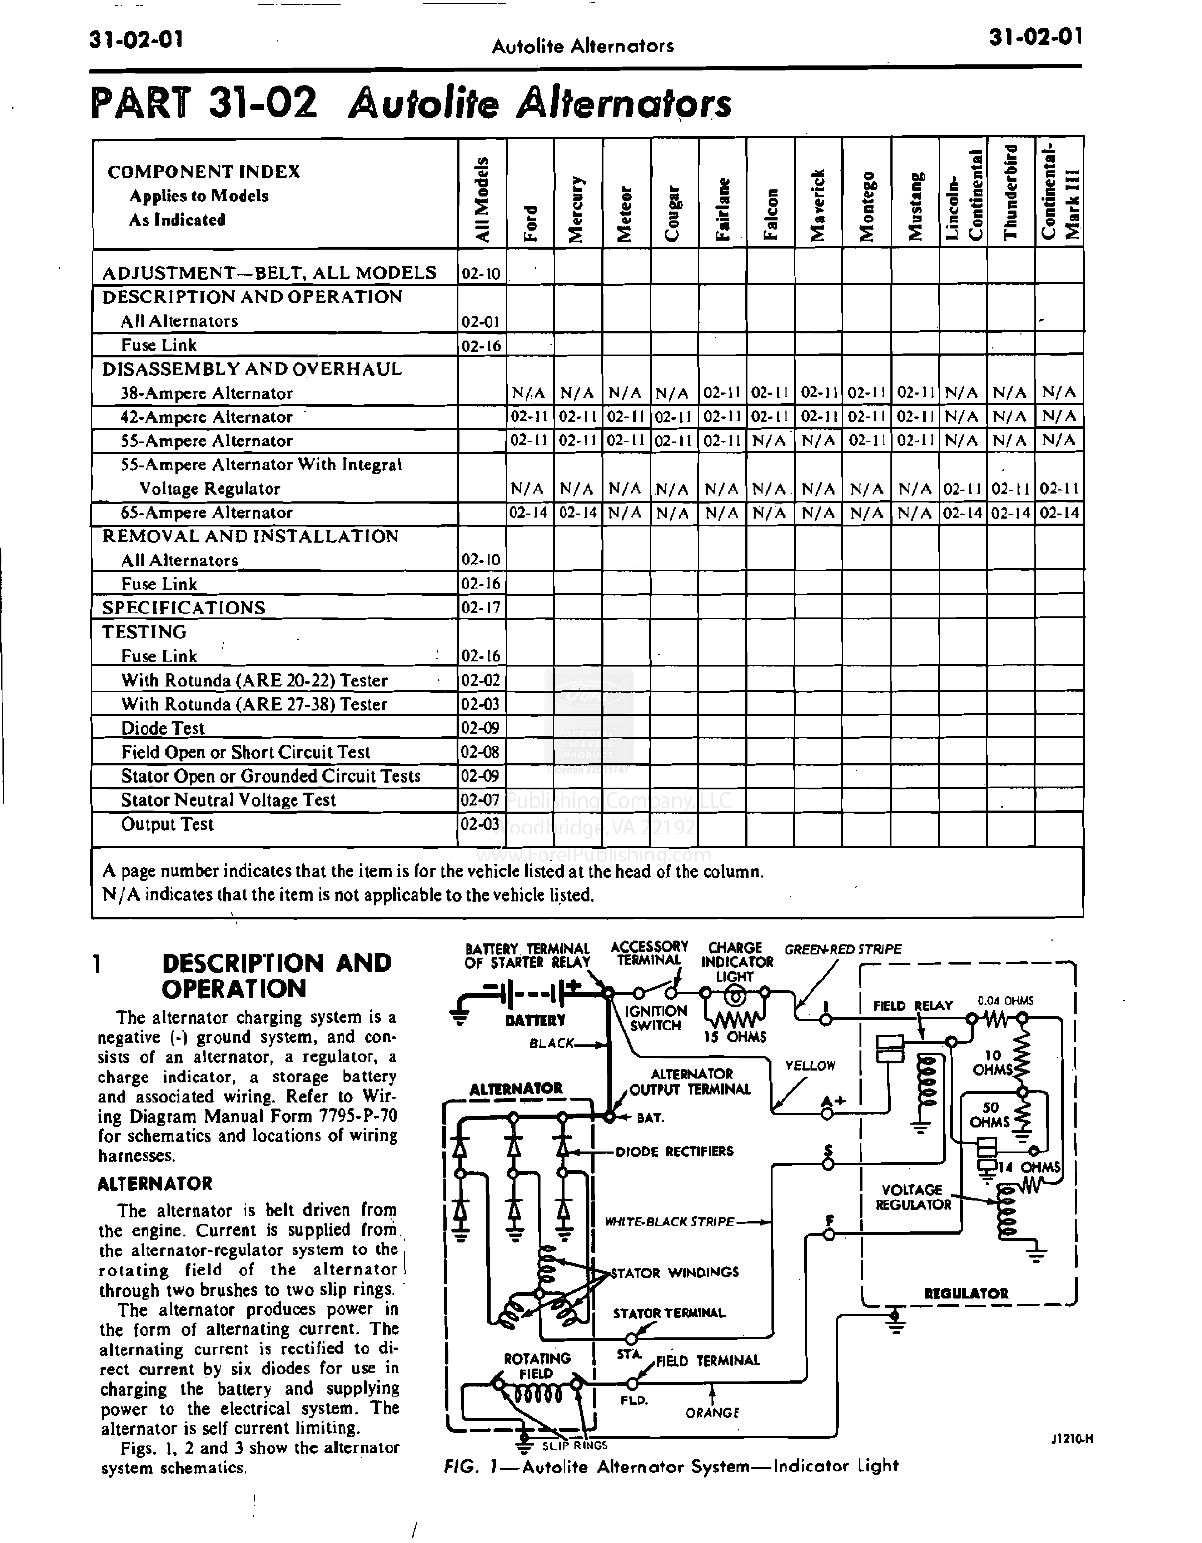 31-02-01 Autolite Alternators 31-02-01
PART 31-02 Autolite Alternators
COMPONENT INDEX
Applies to Models
As Indicated
All Models Ford Mercury Meteor Cougar Fairlane Falcon Maverick Montego Mustang Lincoln-Continental Thunderbird Continental-Mark III
ADJUSTMENT—BELT, ALL MODELS 02-10
DESCRIPTION AND OPERATION
All Alternators 02-01
Fuse Link 02-16
DISASSEMBLY AND OVERHAUL
38-Ampere Alternator N/A N/A N/A N/A 02-11 02-11 02-11 02-11 02-11 N/A N/A N/A
42-Ampere Alternator 02-11 02-11 02-11 02-11 02-11 02-11 02-11 02-11 02-11 N/A N/A N/A
55-Ampere Alternator 02-11 02-11 02-11 02-11 02-11 N/A N/A 02-11 02-11 N/A N/A N/A
55-Ampere Alternator With Integral
Voltage Regulator N/A N/A N/A N/A N/A N/A N/A N/A N/A 02-11 02-11 02-11
65-Ampere Alternator 02-14 02-14 N/A N/A N/A N/A N/A N/A N/A 02-14 02-14 02-14
REMOVAL AND INSTALLATION
All Alternators 02-10
Fuse Link 02-16
SPECIFICATIONS 02-17
TESTING
Fuse Link 02-16
With Rotunda (ARE 20-22) Tester 02-02
With Rotunda (ARE 27-38) Tester 02-03
Diode Test 02-09
Field Open or Short Circuit Test 02-08
Stator Open or Grounded Circuit Tests 02-09
Stator Neutral Voltage Test 02-07
Output Test 02-03
Publishing Company, LLC
Woodbridge, VA 22192
www.ForelPublishing.com
A page number indicates that the item is for the vehicle listed at the head of the column.
N/A indicates that the item is not applicable to the vehicle listed.
1 DESCRIPTION AND
OPERATION
The alternator charging system is a
negative (-) ground system, and con-
sists of an alternator, a regulator, a
charge indicator, a storage battery
and associated wiring. Refer to Wir-
ing Diagram Manual Form 7795-P-70
for schematics and locations of wiring
harnesses.
ALTERNATOR
The alternator is belt driven from
the engine. Current is supplied from
the alternator-regulator system to the
rotating field of the alternator
through two brushes to two slip rings.
The alternator produces power in
the form of alternating current. The
alternating current is rectified to di-
rect current by six diodes for use in
charging the battery and supplying
power to the electrical system. The
alternator is self current limiting.
Figs. 1, 2 and 3 show the alternator
system schematics.
BATTERY TERMINAL
OF STARTER RELAY
ACCESSORY
TERMINAL
CHARGE
INDICATOR
LIGHT
GREEN-RED STRIPE
BATTERY
IGNITION
SWITCH
15 OHMS
I
FIELD RELAY
0.04 OHMS
BLACK
10
OHMS
YELLOW
ALTERNATOR
ALTERNATOR
OUTPUT TERMINAL
A+
50
OHMS
BAT.
DIODE RECTIFIERS
S
14 OHMS
VOLTAGE
REGULATOR
WHITE-BLACK STRIPE
F
STATOR WINDINGS
REGULATOR
STATOR TERMINAL
STA.
ROTATING
FIELD
FIELD TERMINAL
FLD.
ORANGE
SLIP RINGS
J1210-H
FIG. 1—Autolite Alternator System—Indicator Light